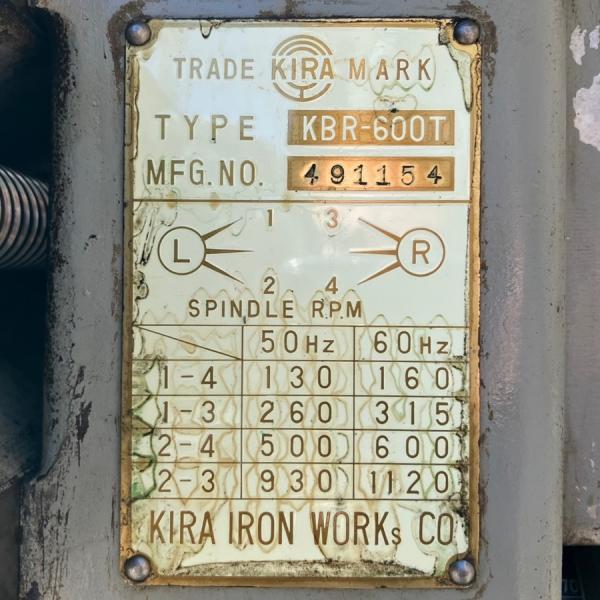 TRADE KIRA MARK
TYPE KBR-600T
MFG.NO. 491154
1 3
L R
2 4
SPINDLE R.P.M
50Hz 60Hz
1-4 130 160
1-3 260 315
2-4 500 600
2-3 930 1120
KIRA IRON WORKs CO